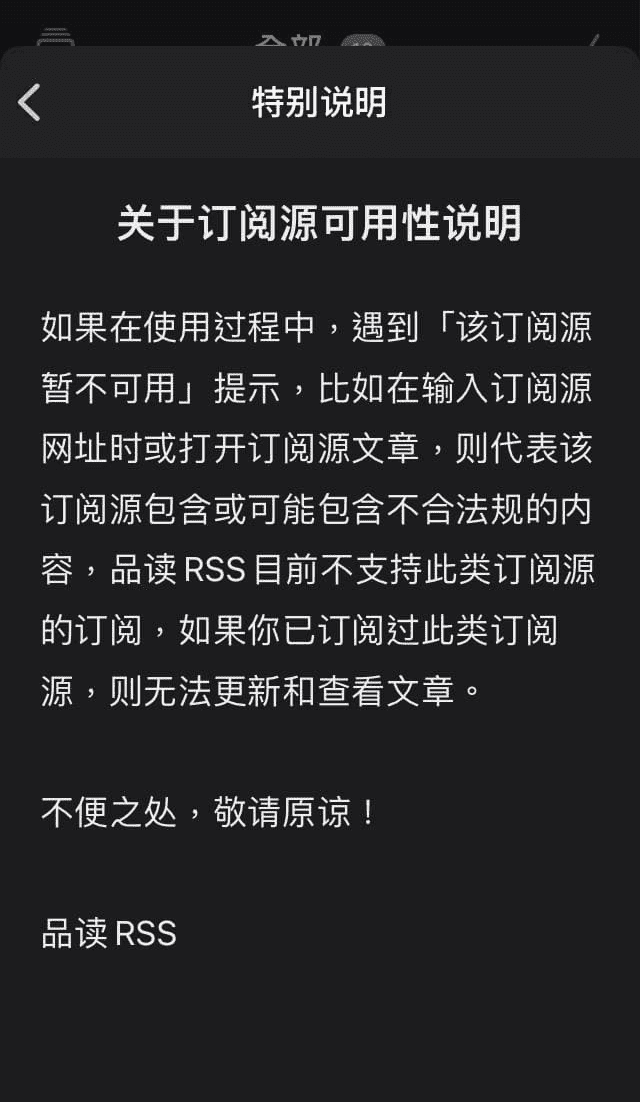 全部
特别说明
关于订阅源可用性说明
如果在使用过程中，遇到「该订阅源
暂不可用」提示，比如在输入订阅源
网址时或打开订阅源文章，则代表该
订阅源包含或可能包含不合法规的内
容，品读 RSS 目前不支持此类订阅源
的订阅，如果你已订阅过此类订阅
源，则无法更新和查看文章。
不便之处，敬请原谅！
品读 RSS